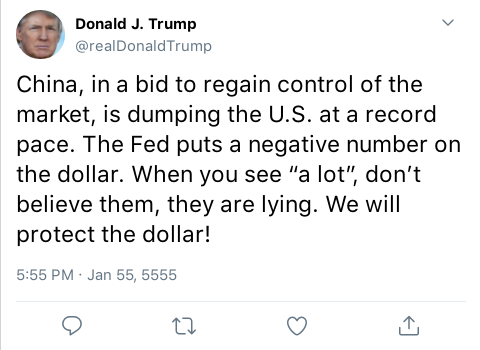 Donald J. Trump
@realDonaldTrump
China, in a bid to regain control of the
market, is dumping the U.S. at a record
pace. The Fed puts a negative number on
the dollar. When you see “a lot”, don’t
believe them, they are lying. We will
protect the dollar!
5:55 PM · Jan 55, 5555